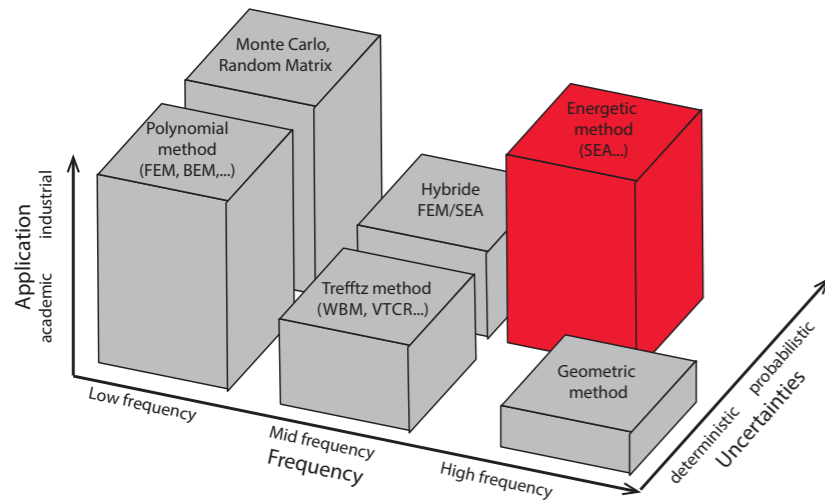 Monte Carlo,
Random Matrix
Polynomial
method
(FEM, BEM,...)
Energetic
method
(SEA...)
Hybride
FEM/SEA
Trefftz method
(WBM, VTCR...)
Geometric
method
Application
academic industrial
Low frequency
Mid frequency
High frequency
Frequency
deterministic probabilistic
Uncertainties